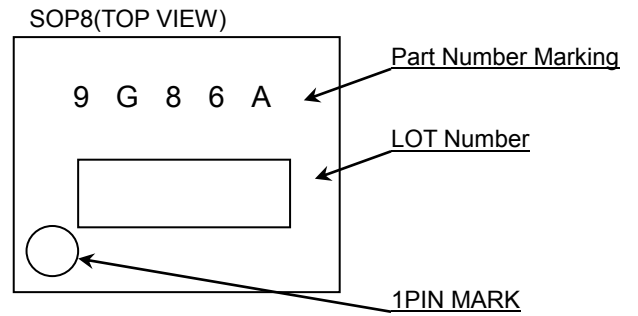 SOP8(TOP VIEW)
Part Number Marking
9 G 8 6 A
LOT Number
1PIN MARK